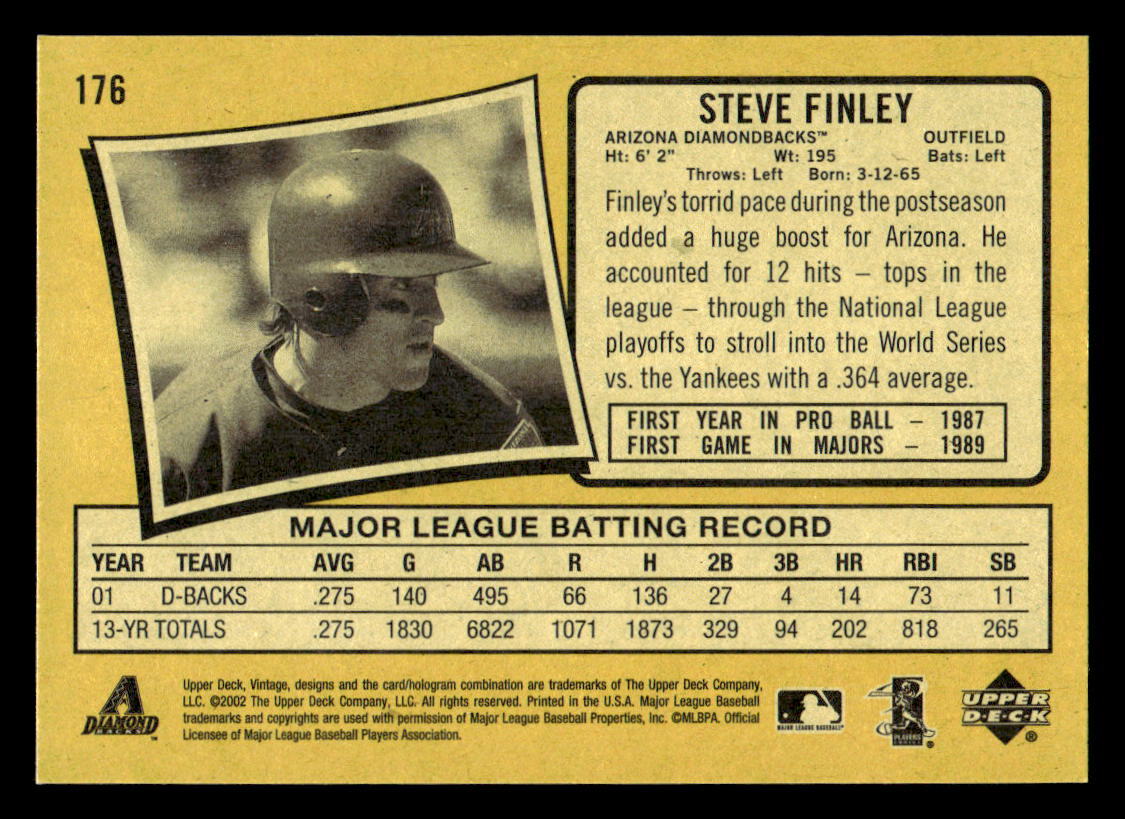 176
STEVE FINLEY
ARIZONA DIAMONDBACKS™ OUTFIELD
Ht: 6' 2" Wt: 195 Bats: Left
Throws: Left Born: 3-12-65
Finley's torrid pace during the postseason
added a huge boost for Arizona. He
accounted for 12 hits – tops in the
league – through the National League
playoffs to stroll into the World Series
vs. the Yankees with a .364 average.
FIRST YEAR IN PRO BALL – 1987
FIRST GAME IN MAJORS – 1989
MAJOR LEAGUE BATTING RECORD
YEAR TEAM AVG G AB R H 2B 3B HR RBI SB
01 D-BACKS .275 140 495 66 136 27 4 14 73 11
13-YR TOTALS .275 1830 6822 1071 1873 329 94 202 818 265
Upper Deck, Vintage, designs and the card/hologram combination are trademarks of The Upper Deck Company,
LLC. ©2002 The Upper Deck Company, LLC. All rights reserved. Printed in the U.S.A. Major League Baseball
trademarks and copyrights are used with permission of Major League Baseball Properties, Inc. ©MLBPA. Official
Licensee of Major League Baseball Players Association.
DIAMOND
BACKS™
MAJOR LEAGUE BASEBALL
PLAYERS
CHOICE
®
UPPER
D·E·C·K
®